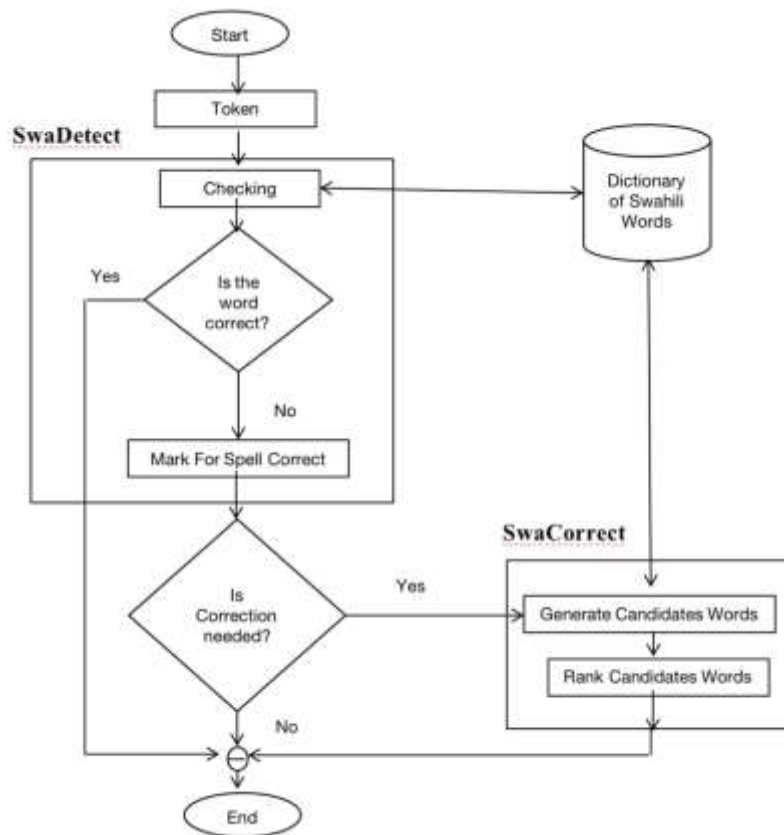 Start
Token
SwaDetect
Checking
Dictionary
of Swahili
Words
Yes
Is the
word
correct?
No
Mark For Spell Correct
SwaCorrect
Is
Correction
needed?
Yes
Generate Candidates Words
Rank Candidates Words
No
End